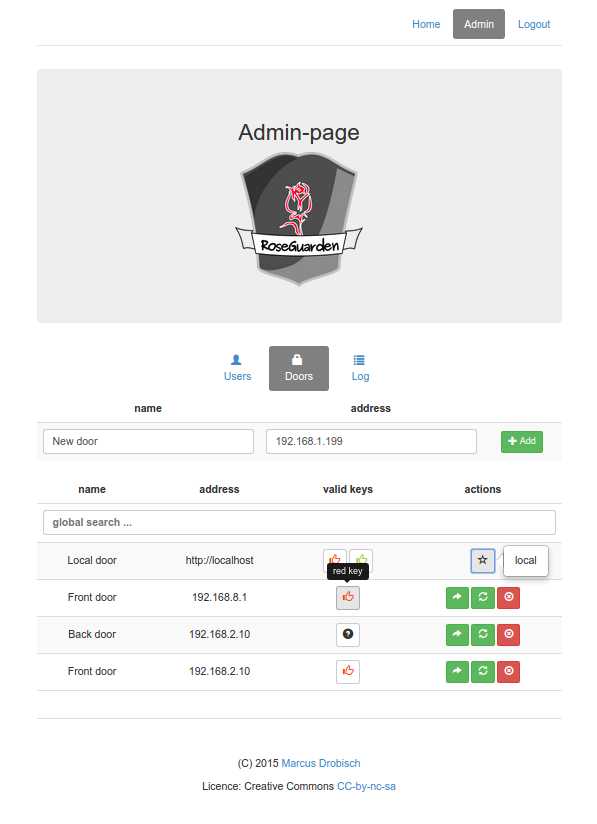 Home Admin Logout
Admin-page
RoseGuarden
Users Doors Log
name address
New door 192.168.1.199 Add
name address valid keys actions
global search ...
Local door http://localhost local
red key
Front door 192.168.8.1
Back door 192.168.2.10
Front door 192.168.2.10
(C) 2015 Marcus Drobisch
Licence: Creative Commons CC-by-nc-sa